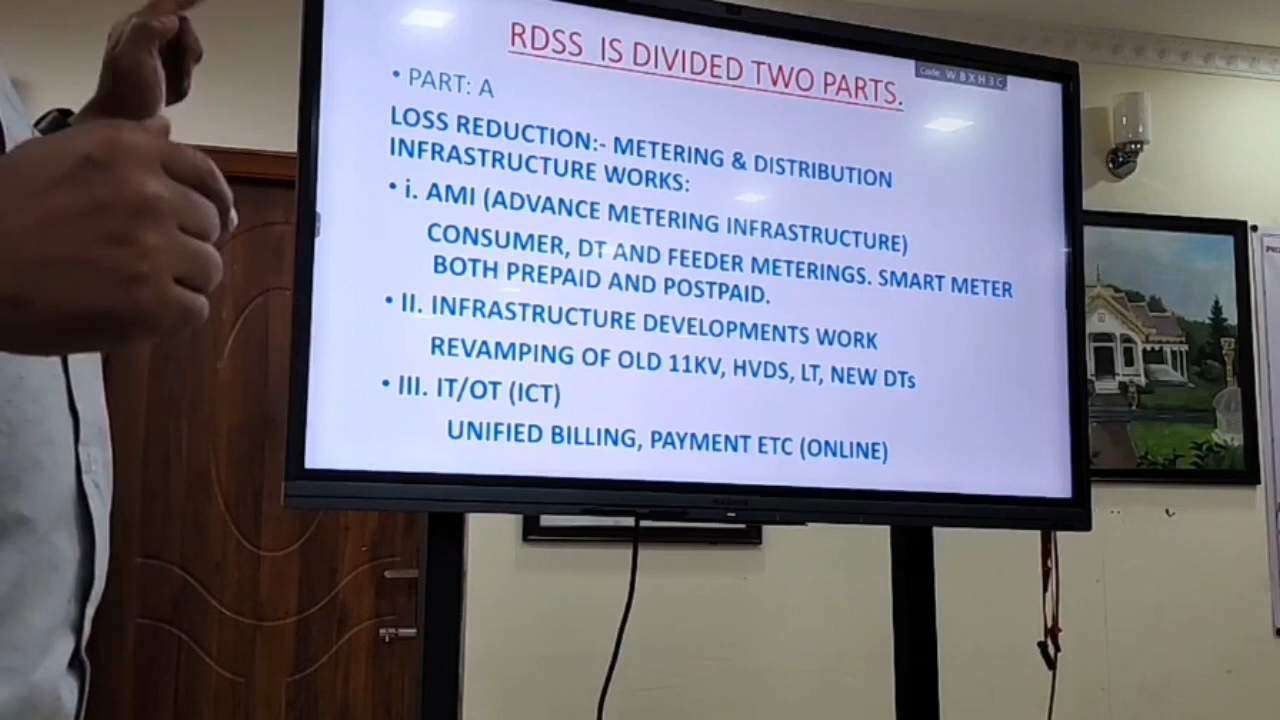 RDSS IS DIVIDED TWO PARTS.
Code: W B X H 3 C
• PART: A
LOSS REDUCTION:- METERING & DISTRIBUTION
INFRASTRUCTURE WORKS:
• i. AMI (ADVANCE METERING INFRASTRUCTURE)
CONSUMER, DT AND FEEDER METERINGS. SMART METER
BOTH PREPAID AND POSTPAID.
• II. INFRASTRUCTURE DEVELOPMENTS WORK
REVAMPING OF OLD 11KV, HVDS, LT, NEW DTs
• III. IT/OT (ICT)
UNIFIED BILLING, PAYMENT ETC (ONLINE)